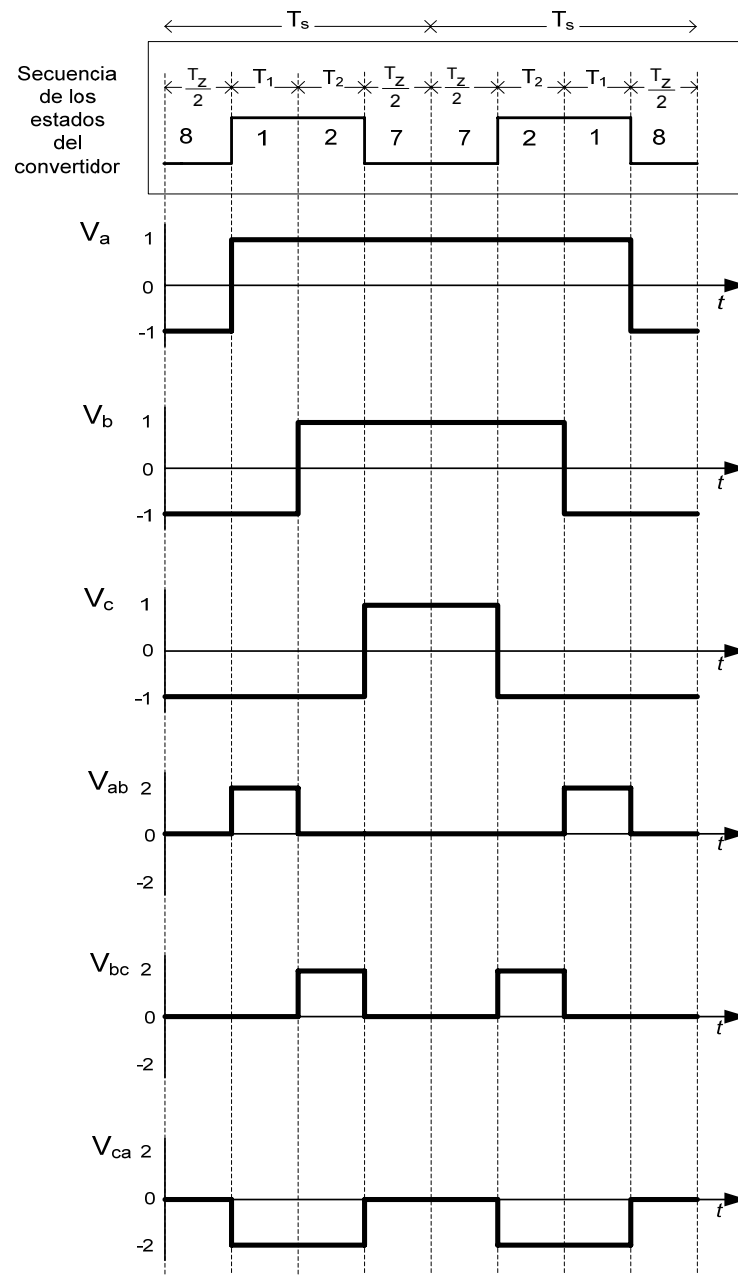 Ts Ts
Secuencia
de los
estados
del
convertidor
Tz/2 T1 T2 Tz/2 Tz/2 T2 T1 Tz/2
8 1 2 7 7 2 1 8
Va
1
0
-1
t
Vb
1
0
-1
t
Vc
1
0
-1
t
Vab
2
0
-2
t
Vbc
2
0
-2
t
Vca
2
0
-2
t